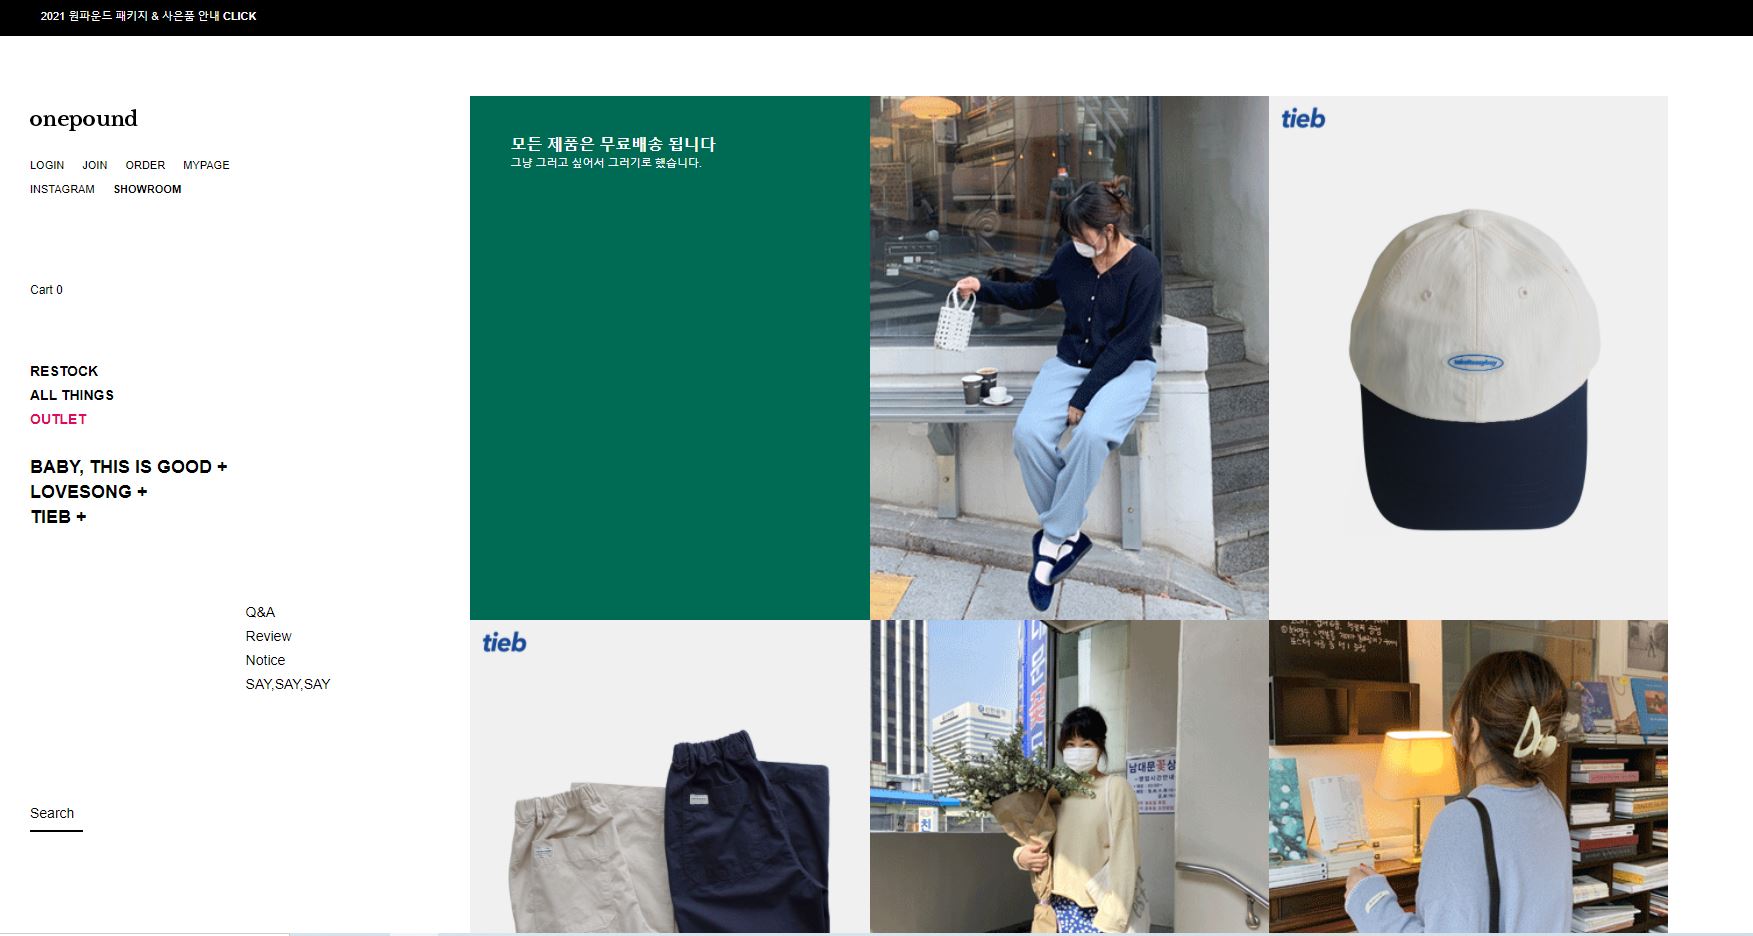 2021 원파운드 패키지 & 사은품 안내 CLICK
onepound
LOGIN JOIN ORDER MYPAGE
INSTAGRAM SHOWROOM
Cart 0
RESTOCK
ALL THINGS
OUTLET
BABY, THIS IS GOOD +
LOVESONG +
TIEB +
Q&A
Review
Notice
SAY,SAY,SAY
Search
모든 제품은 무료배송 됩니다
그냥 그러고 싶어서 그러기로 했습니다.
tieb
tieb
남대문꽃상